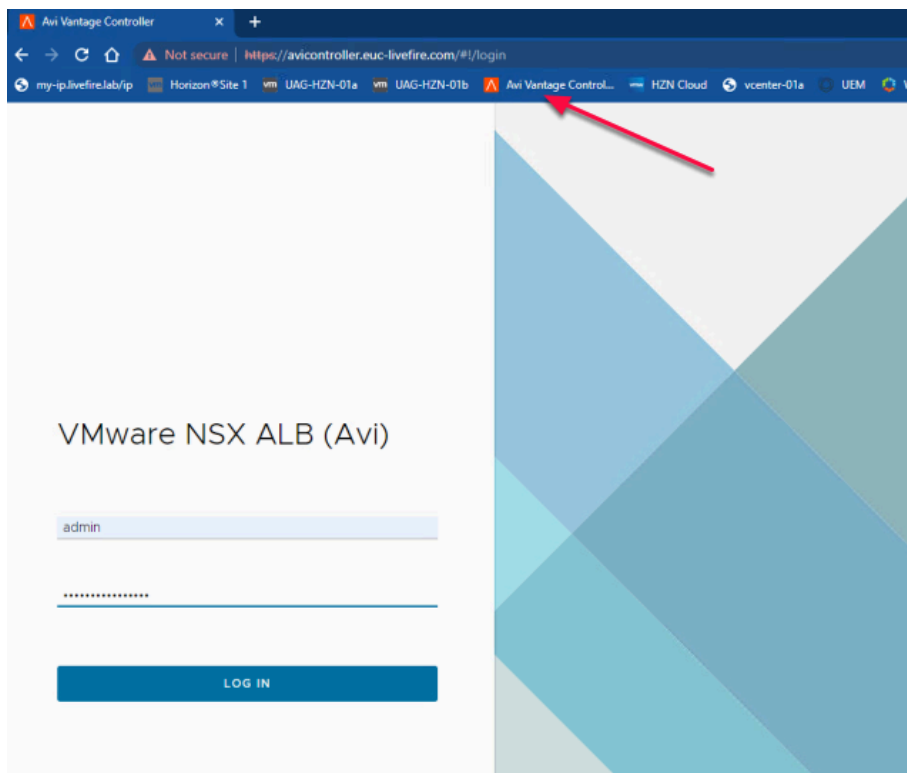 Avi Vantage Controller
Not secure | https://avicontroller.euc-livefire.com/#!/login
my-ip.livefire.lab/ip Horizon®Site 1 vm UAG-HZN-01a vm UAG-HZN-01b Avi Vantage Control... HZN Cloud vcenter-01a UEM
VMware NSX ALB (Avi)
admin
LOG IN